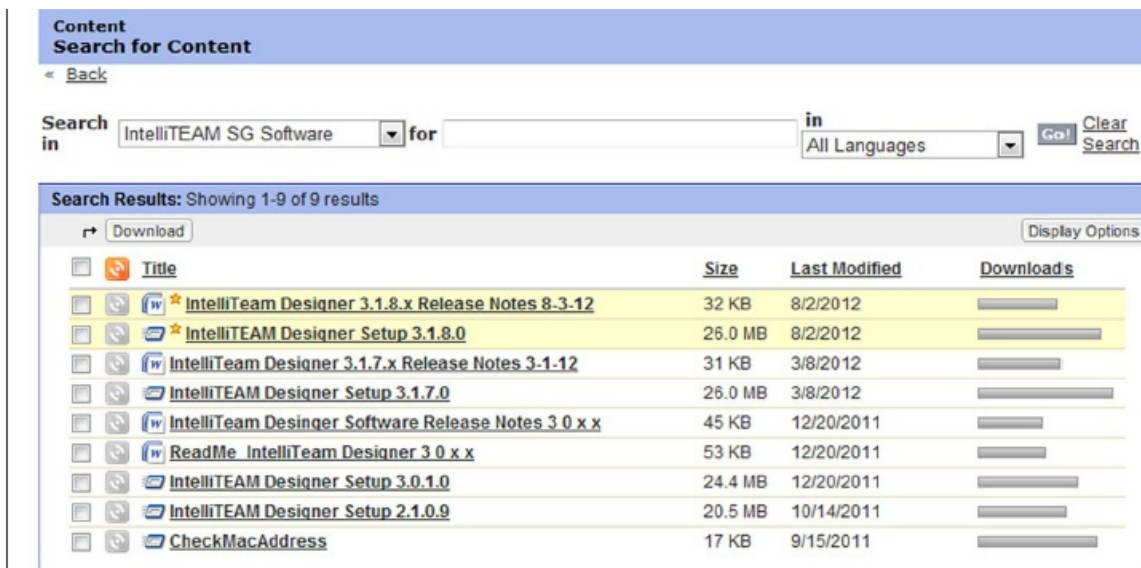 Content
Search for Content
« Back
Search in IntelliTEAM SG Software for in All Languages Go! Clear Search
Search Results: Showing 1-9 of 9 results
Download Display Options
Title Size Last Modified Downloads
IntelliTeam Designer 3.1.8.x Release Notes 8-3-12 32 KB 8/2/2012
IntelliTEAM Designer Setup 3.1.8.0 26.0 MB 8/2/2012
IntelliTeam Designer 3.1.7.x Release Notes 3-1-12 31 KB 3/8/2012
IntelliTEAM Designer Setup 3.1.7.0 26.0 MB 3/8/2012
IntelliTeam Desinger Software Release Notes 3 0 x x 45 KB 12/20/2011
ReadMe IntelliTeam Designer 3 0 x x 53 KB 12/20/2011
IntelliTEAM Designer Setup 3.0.1.0 24.4 MB 12/20/2011
IntelliTEAM Designer Setup 2.1.0.9 20.5 MB 10/14/2011
CheckMacAddress 17 KB 9/15/2011